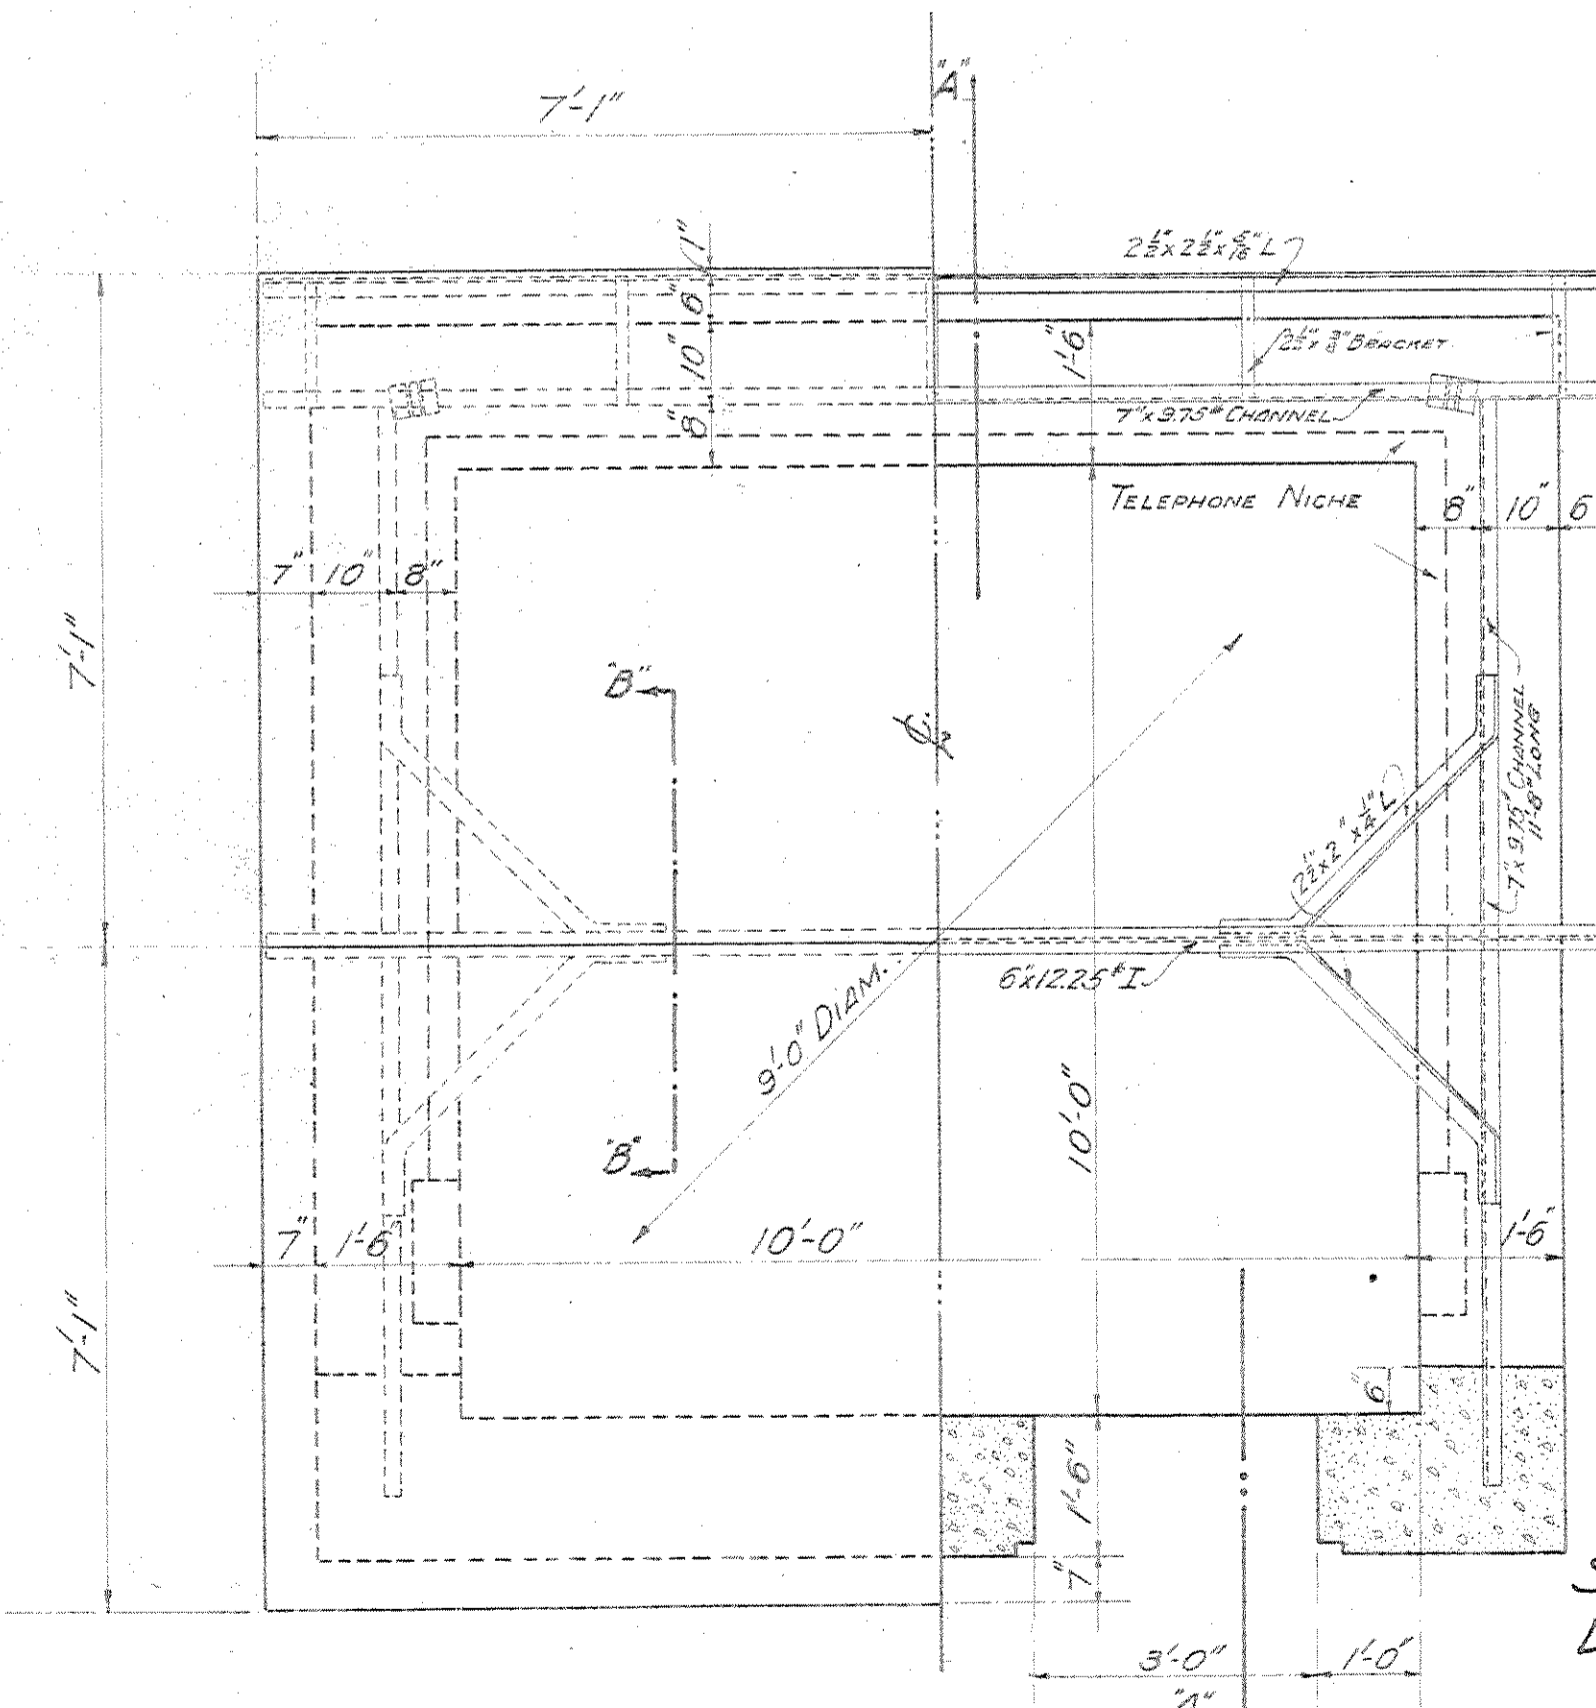 7'-1"
"A"
1"
2½"x2½"x5/16" L
6"
10"
1'-6"
2½"x⅜" BRACKET
8"
7"x9.75# CHANNEL
TELEPHONE NICHE
8" 10" 6
7" 10" 8"
7'-1"
"B"
℄
7"x9.75# CHANNEL
11'-8" LONG
2½"x2"x¼" L
6"x12.25# I
9'-0" DIAM.
10'-0"
"B"
7" 1'-6" 10'-0" 1'-6"
7'-1"
6"
1'-6"
7"
3'-0" 1'-0"
"A"